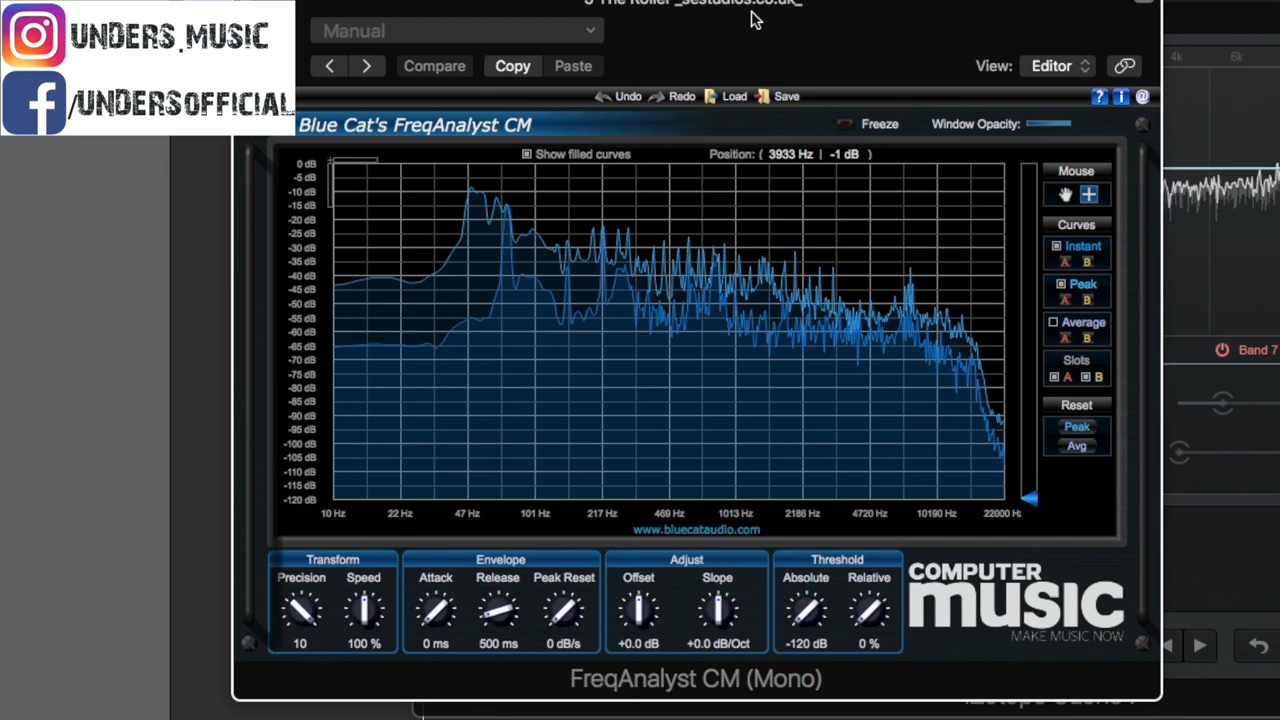 3 The Roller _sestudios.co.uk_
UNDERS_MUSIC
/UNDERSOFFICIAL
Manual
4k 6k
Compare Copy Paste View: Editor
Undo Redo Load Save ? i @
Blue Cat's FreqAnalyst CM Freeze Window Opacity:
Show filled curves Position: ( 3933 Hz | -1 dB )
0 dB
-5 dB
-10 dB
-15 dB
-20 dB
-25 dB
-30 dB
-35 dB
-40 dB
-45 dB
-50 dB
-55 dB
-60 dB
-65 dB
-70 dB
-75 dB
-80 dB
-85 dB
-90 dB
-95 dB
-100 dB
-105 dB
-110 dB
-115 dB
-120 dB
10 Hz 22 Hz 47 Hz 101 Hz 217 Hz 469 Hz 1013 Hz 2186 Hz 4720 Hz 10190 Hz 22000 Hz
www.bluecataudio.com
Mouse
Curves
Instant
A B
Peak
A B
Average
A B
Slots
A B
Reset
Peak
Avg
Band 7
Transform Envelope Adjust Threshold
Precision Speed Attack Release Peak Reset Offset Slope Absolute Relative
10 100 % 0 ms 500 ms 0 dB/s +0.0 dB +0.0 dB/Oct -120 dB 0 %
COMPUTER
music
MAKE MUSIC NOW
FreqAnalyst CM (Mono)